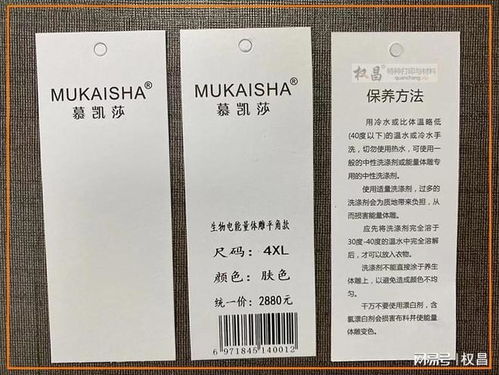 MUKAISHA®
慕凯莎
MUKAISHA®
慕凯莎
生物电能量体雕平角款
尺码：4XL
颜色：肤色
统一价：2880元
6 971845 140012
权昌® 特种打印与材料
quanchang.vu
保养方法
用冷水或比体温略低
(40度以下)的温水或冷水手
洗，切勿使用热水，可使用一
般的中性洗涤剂或能量体雕专
用的中性洗涤剂。
使用适量洗涤剂，过多的
洗涤剂会为质地带来负担，从
而损害能量体雕。
应先将洗涤剂完全溶于
30度-40度的温水中完全溶解
后，才可以放入衣物。
洗涤剂不能直接涂于养生
体雕上，以避免造成颜色不均
匀。
千万不要使用漂白剂，含
氯漂白剂会损害布料并使能量
体雕变色。
网易号 | 权昌